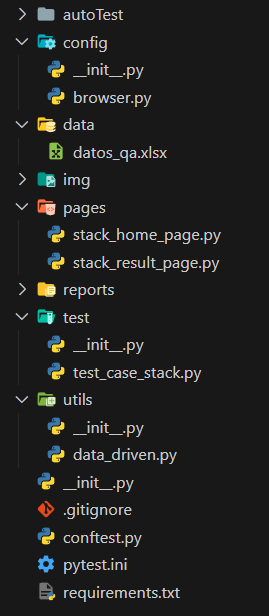 autoTest
config
__init__.py
browser.py
data
datos_qa.xlsx
img
pages
stack_home_page.py
stack_result_page.py
reports
test
__init__.py
test_case_stack.py
utils
__init__.py
data_driven.py
__init__.py
.gitignore
conftest.py
pytest.ini
requirements.txt